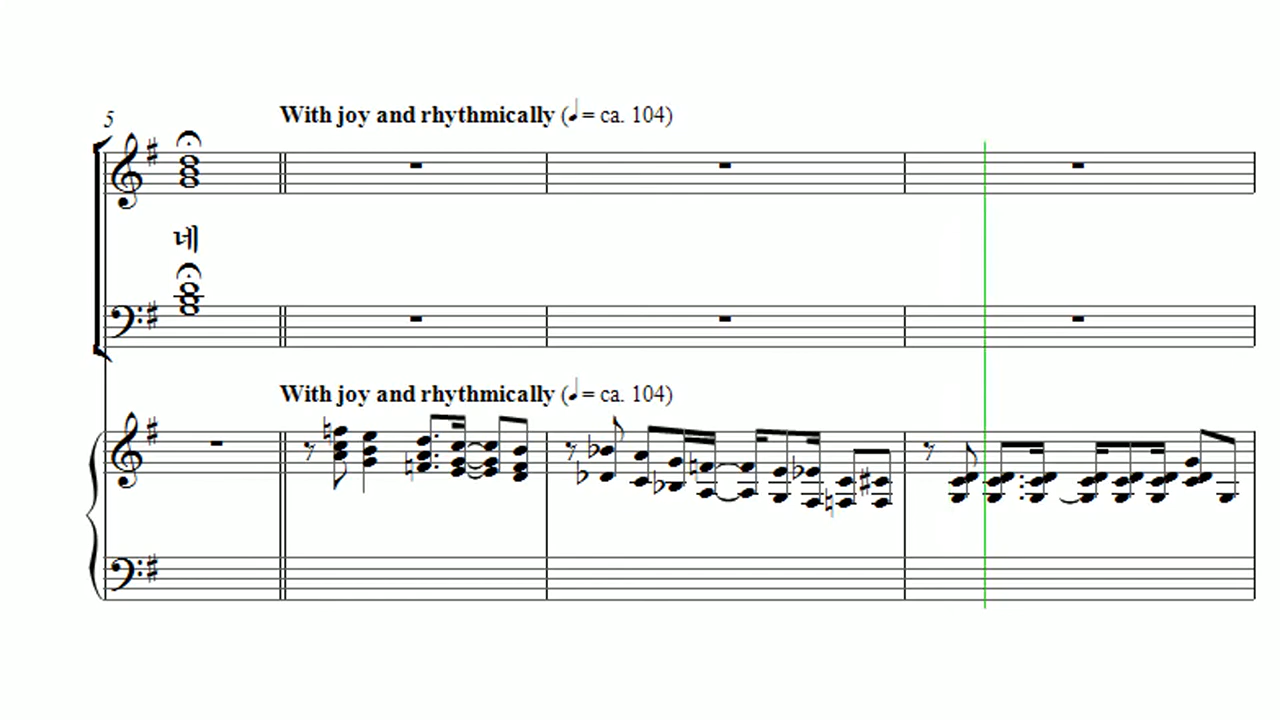 5
With joy and rhythmically (♩ = ca. 104)
네
With joy and rhythmically (♩ = ca. 104)